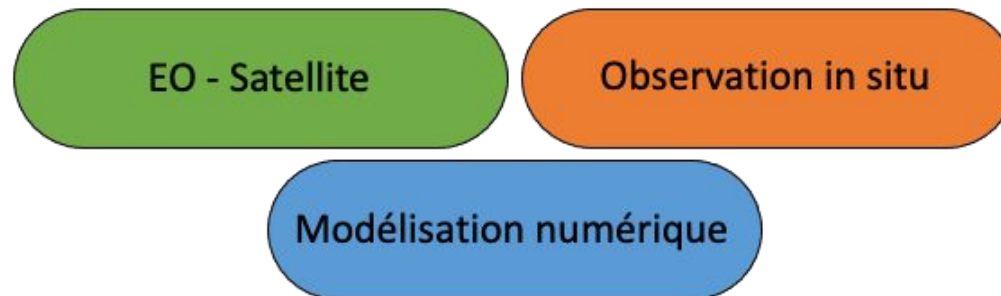 EO - Satellite
Observation in situ
Modélisation numérique